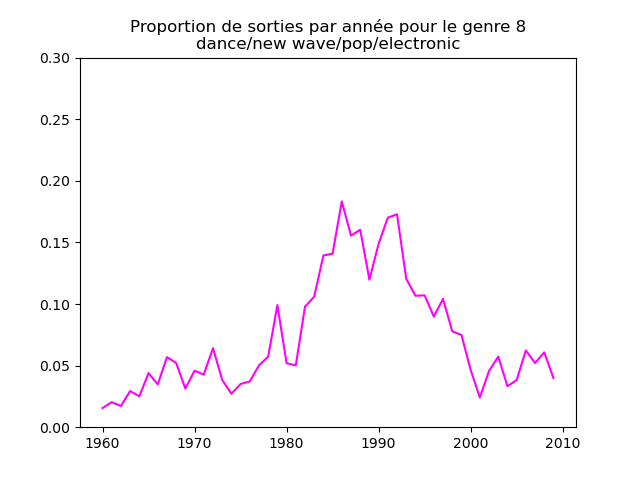 Proportion de sorties par année pour le genre 8
dance/new wave/pop/electronic
0.30
0.25
0.20
0.15
0.10
0.05
0.00
1960 1970 1980 1990 2000 2010